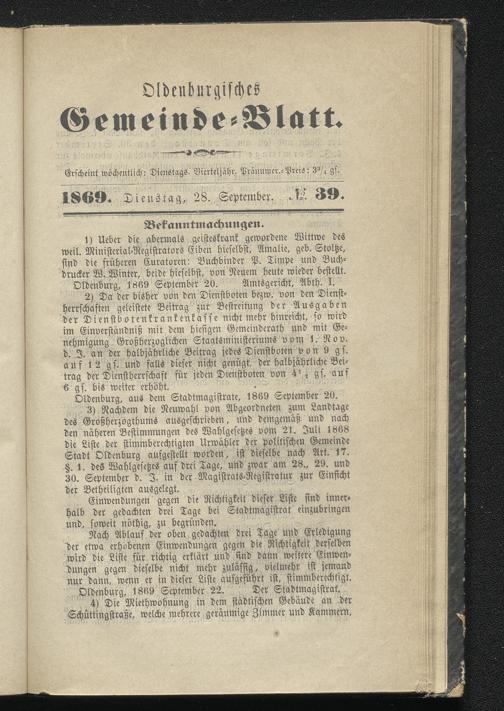 Oldenburgisches
Gemeinde-Blatt.
Erscheint wöchentlich: Dienstags. Vierteljähr. Pränumer.-Preis: 3¾ gs.
1869. Dienstag, 28. September. № 39.
Bekanntmachungen.
1) Ueber die abermals geisteskrank gewordene Wittwe des
weil. Ministerial-Registrators Eiben hieselbst, Amalie, geb. Stolze,
sind die früheren Curatoren: Buchbinder P. Timpe und Buch-
drucker W. Winter, beide hieselbst, von Neuem heute wieder bestellt.
Oldenburg, 1869 September 20. Amtsgericht, Abth. I.
2) Da der bisher von den Dienstboten bezw. von den Dienst-
herrschaften geleistete Beitrag zur Bestreitung der Ausgaben
der Dienstbotenkrankenkasse nicht mehr hinreicht, so wird
im Einverständniß mit dem hiesigen Gemeinderath und mit Ge-
nehmigung Großherzoglichen Staatsministeriums vom 1. Nov.
d. J. an der halbjährliche Beitrag jedes Dienstboten von 9 gs.
auf 12 gs. und falls dieser nicht genügt, der halbjährliche Bei-
trag der Dienstherrschaft für jeden Dienstboten von 4½ gs. auf
6 gs. bis weiter erhöht.
Oldenburg, aus dem Stadtmagistrate, 1869 September 20.
3) Nachdem die Neuwahl von Abgeordneten zum Landtage
des Großherzogthums ausgeschrieben, und demgemäß und nach
den näheren Bestimmungen des Wahlgesetzes vom 21. Juli 1868
die Liste der stimmberechtigten Urwähler der politischen Gemeinde
Stadt Oldenburg aufgestellt worden, ist dieselbe nach Art. 17.
§. 1. des Wahlgesetzes auf drei Tage, und zwar am 28., 29. und
30. September d. J. in der Magistrats-Registratur zur Einsicht
der Betheiligten ausgelegt.
Einwendungen gegen die Richtigkeit dieser Liste sind inner-
halb der gedachten drei Tage bei Stadtmagistrat einzubringen
und, soweit nöthig, zu begründen.
Nach Ablauf der oben gedachten drei Tage und Erledigung
der etwa erhobenen Einwendungen gegen die Richtigkeit derselben
wird die Liste für richtig erklärt und sind dann weitere Einwen-
dungen gegen dieselbe nicht mehr zulässig, vielmehr ist jemand
nur dann, wenn er in dieser Liste aufgeführt ist, stimmberechtigt.
Oldenburg, 1869 September 22. Der Stadtmagistrat.
4) Die Miethwohnung in dem städtischen Gebäude an der
Schüttingstraße, welche mehrere geräumige Zimmer und Kammern,